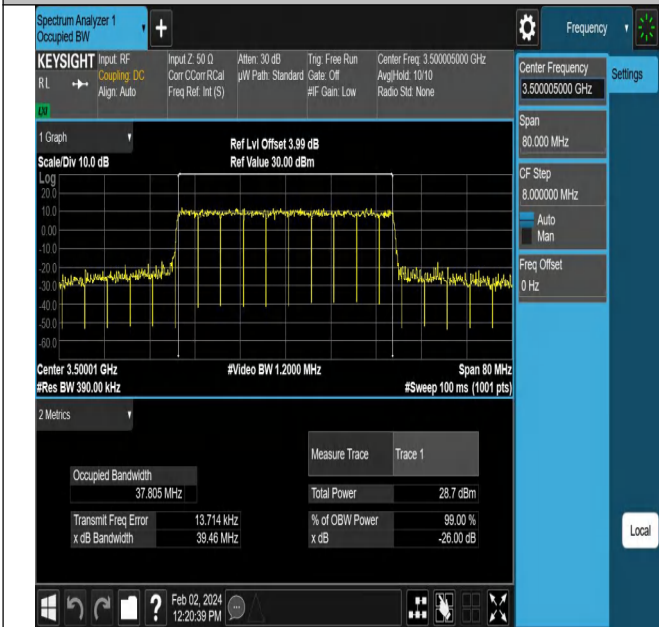 Spectrum Analyzer 1
Occupied BW
+
Frequency
KEYSIGHT
RL
LXI
Input: RF
Coupling: DC
Align: Auto
Input Z: 50 Ω
Corr CCorr RCal
Freq Ref: Int (S)
Atten: 30 dB
µW Path: Standard
Trig: Free Run
Gate: Off
#IF Gain: Low
Center Freq: 3.500005000 GHz
Avg|Hold: 10/10
Radio Std: None
Center Frequency
3.500005000 GHz
Settings
Span
80.000 MHz
CF Step
8.000000 MHz
Auto
Man
Freq Offset
0 Hz
1 Graph
Scale/Div 10.0 dB
Ref Lvl Offset 3.99 dB
Ref Value 30.00 dBm
Log
20.0
10.0
0.00
-10.0
-20.0
-30.0
-40.0
-50.0
-60.0
Center 3.50001 GHz
#Video BW 1.2000 MHz
Span 80 MHz
#Res BW 390.00 kHz
#Sweep 100 ms (1001 pts)
2 Metrics
Measure Trace
Trace 1
Occupied Bandwidth
37.805 MHz
Total Power
28.7 dBm
Transmit Freq Error
13.714 kHz
% of OBW Power
99.00 %
x dB Bandwidth
39.46 MHz
x dB
-26.00 dB
Local
?
Feb 02, 2024
12:20:39 PM